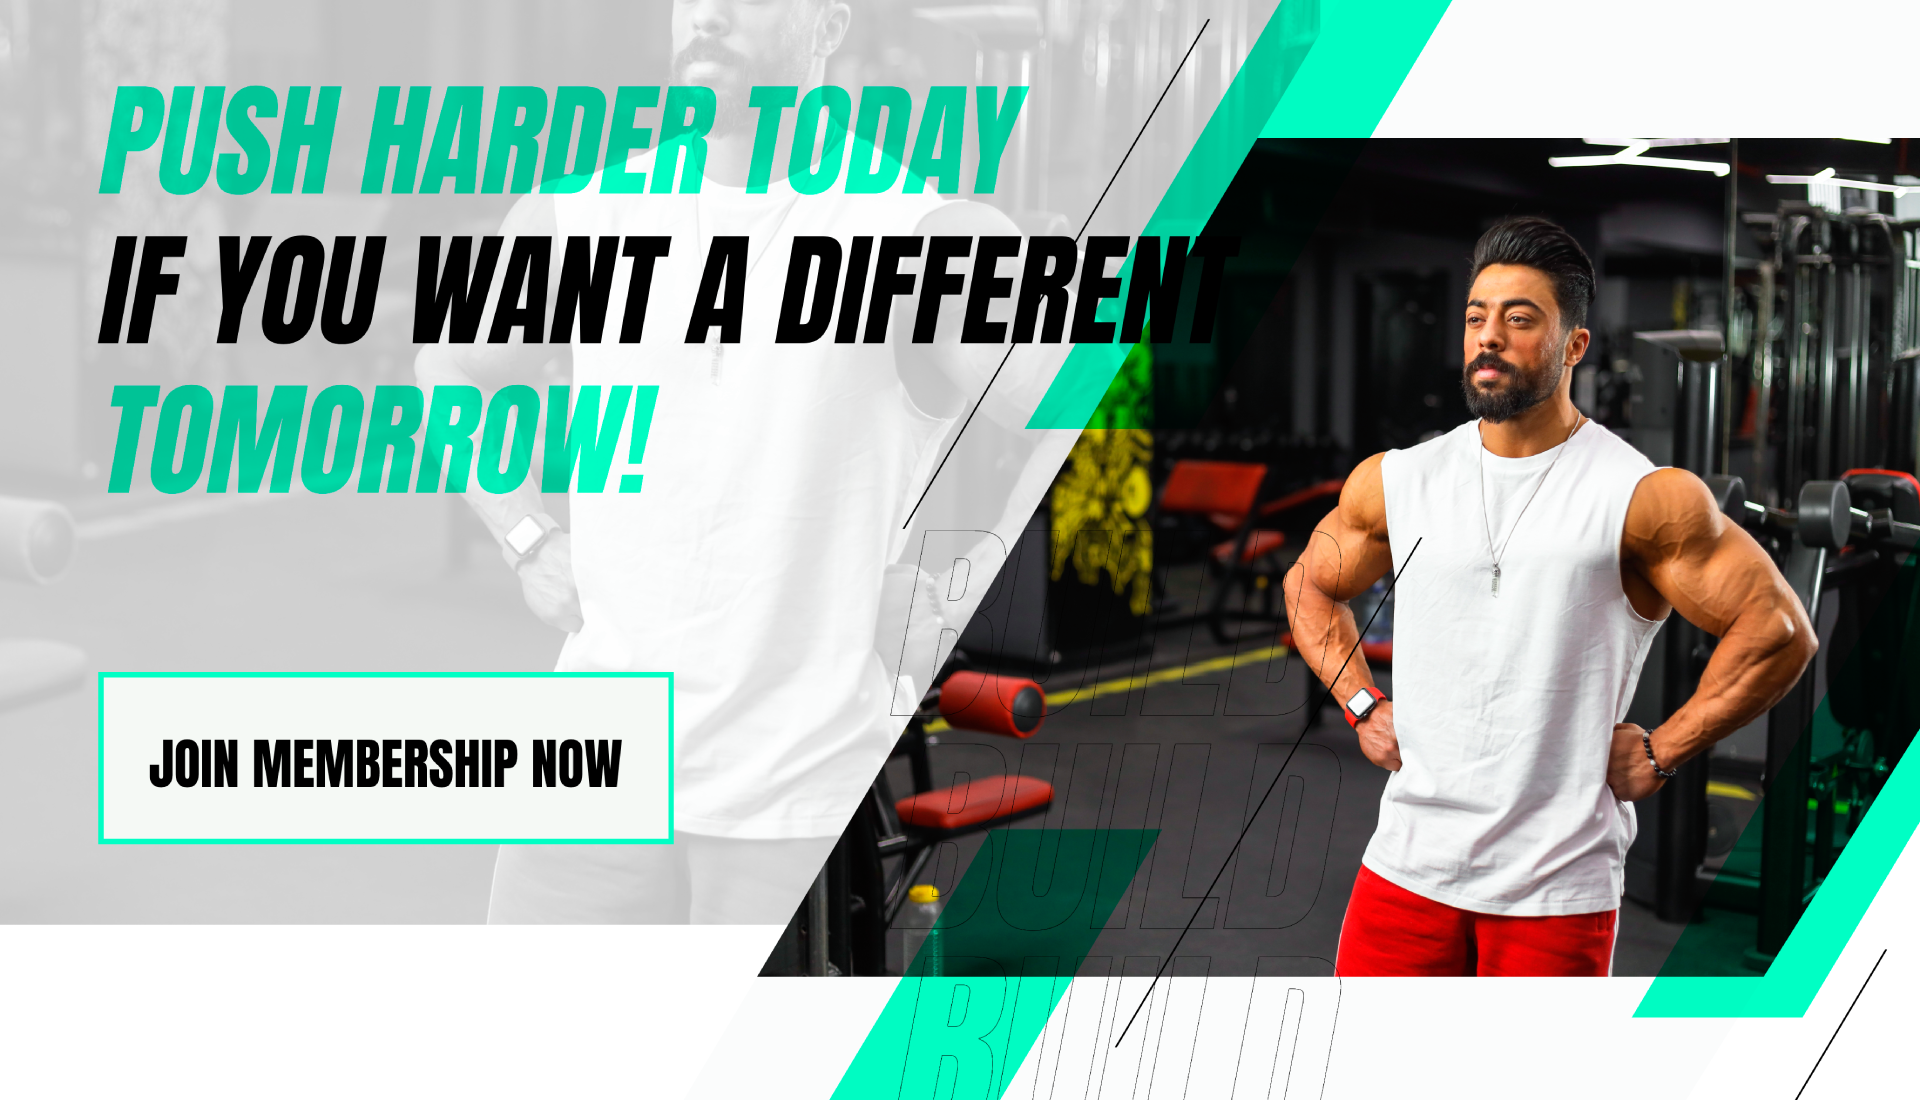 PUSH HARDER TODAY
IF YOU WANT A DIFFERENT
TOMORROW!
JOIN MEMBERSHIP NOW
BUILD
BUILD
BUILD